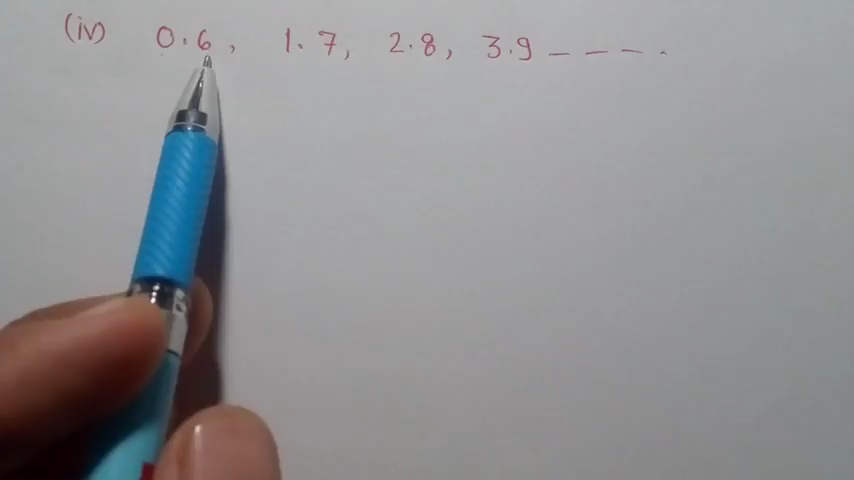 (iv) 0.6, 1.7, 2.8, 3.9 ----.